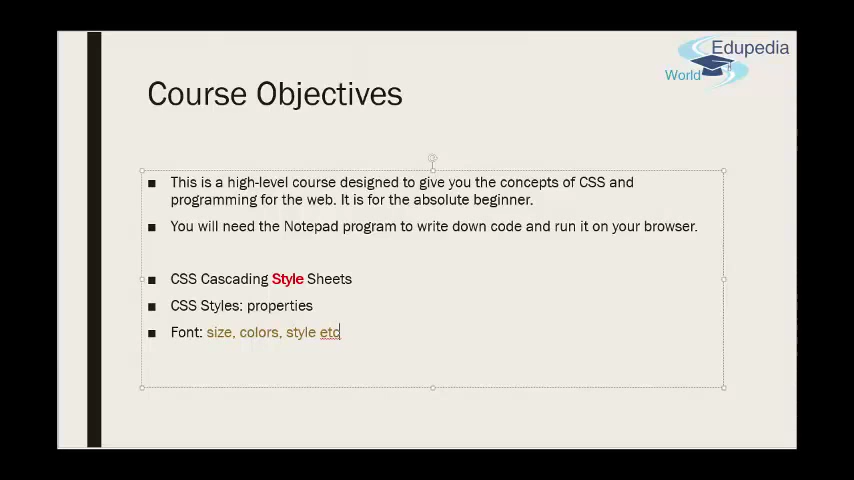 Edupedia
World
Course Objectives
This is a high-level course designed to give you the concepts of CSS and
programming for the web. It is for the absolute beginner.
You will need the Notepad program to write down code and run it on your browser.
CSS Cascading Style Sheets
CSS Styles: properties
Font: size, colors, style etc